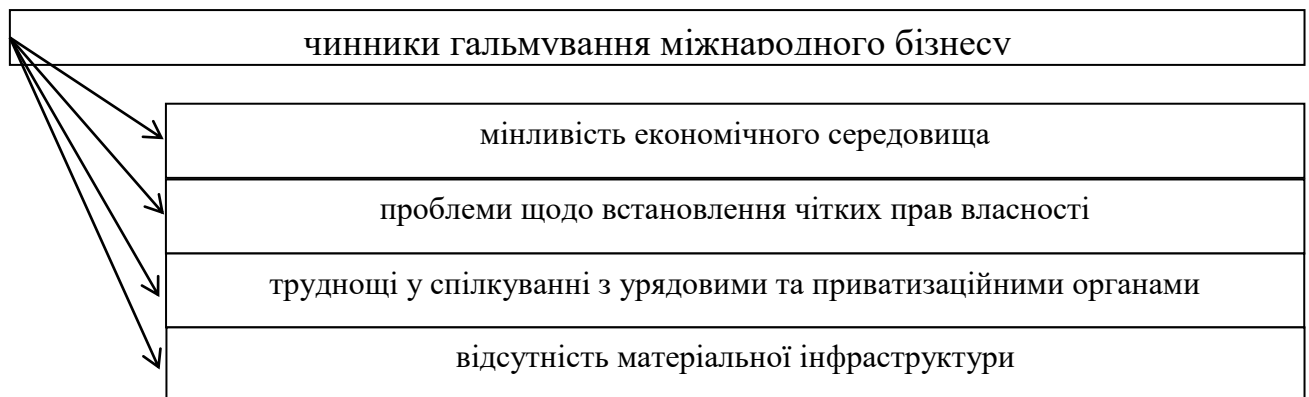 чинники гальмування міжнародного бізнесу
мінливість економічного середовища
проблеми щодо встановлення чітких прав власності
труднощі у спілкуванні з урядовими та приватизаційними органами
відсутність матеріальної інфраструктури